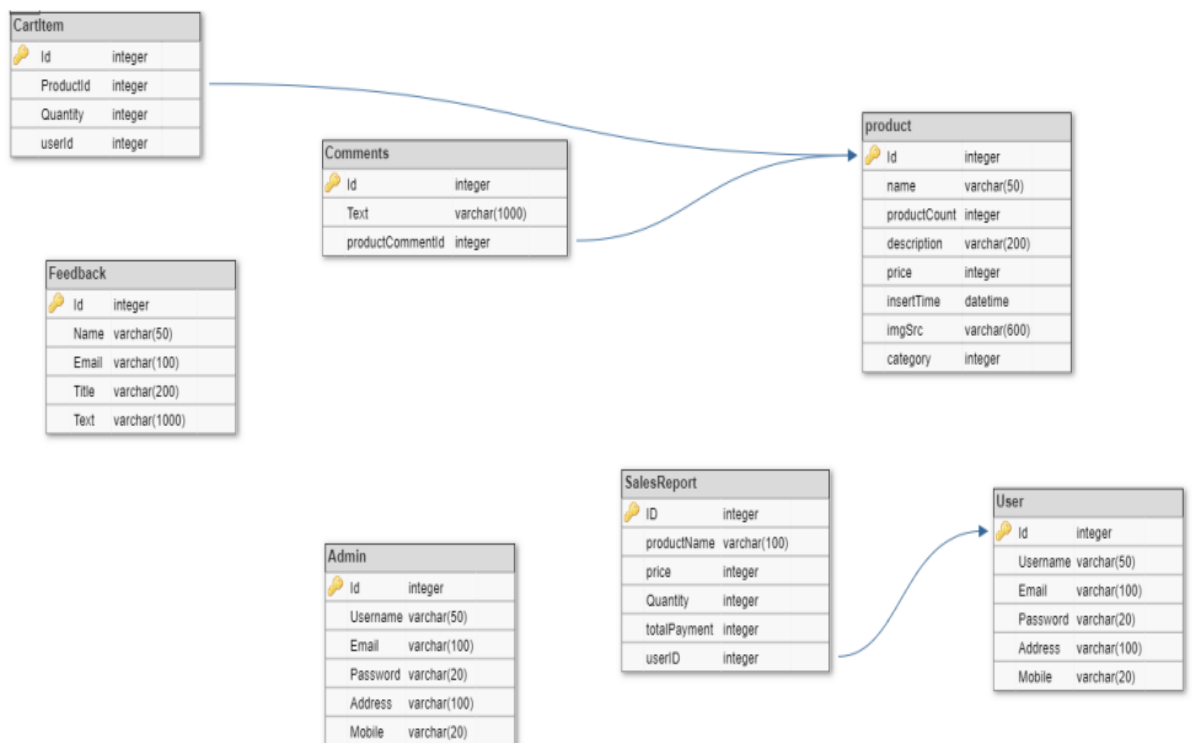 CartItem
Id integer
ProductId integer
Quantity integer
userId integer
Comments
Id integer
Text varchar(1000)
productCommentId integer
product
Id integer
name varchar(50)
productCount integer
description varchar(200)
price integer
insertTime datetime
imgSrc varchar(600)
category integer
Feedback
Id integer
Name varchar(50)
Email varchar(100)
Title varchar(200)
Text varchar(1000)
SalesReport
ID integer
productName varchar(100)
price integer
Quantity integer
totalPayment integer
userID integer
User
Id integer
Username varchar(50)
Email varchar(100)
Password varchar(20)
Address varchar(100)
Mobile varchar(20)
Admin
Id integer
Username varchar(50)
Email varchar(100)
Password varchar(20)
Address varchar(100)
Mobile varchar(20)